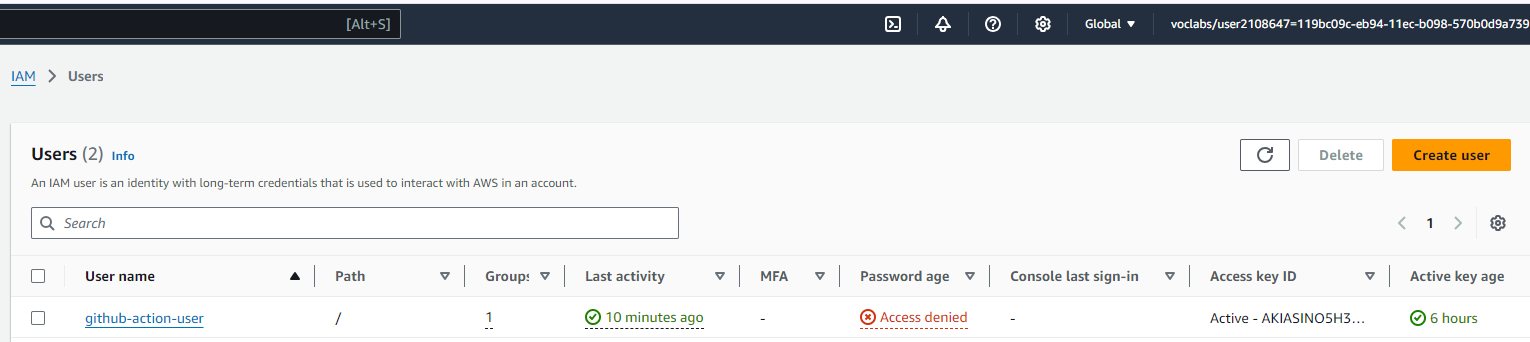 [Alt+S] Global voclabs/user2108647=119bc09c-eb94-11ec-b098-570b0d9a739
IAM Users
Users (2) Info Delete Create user
An IAM user is an identity with long-term credentials that is used to interact with AWS in an account.
Search 1
User name Path Groups Last activity MFA Password age Console last sign-in Access key ID Active key age
github-action-user / 1 10 minutes ago - Access denied - Active - AKIASINO5H3... 6 hours